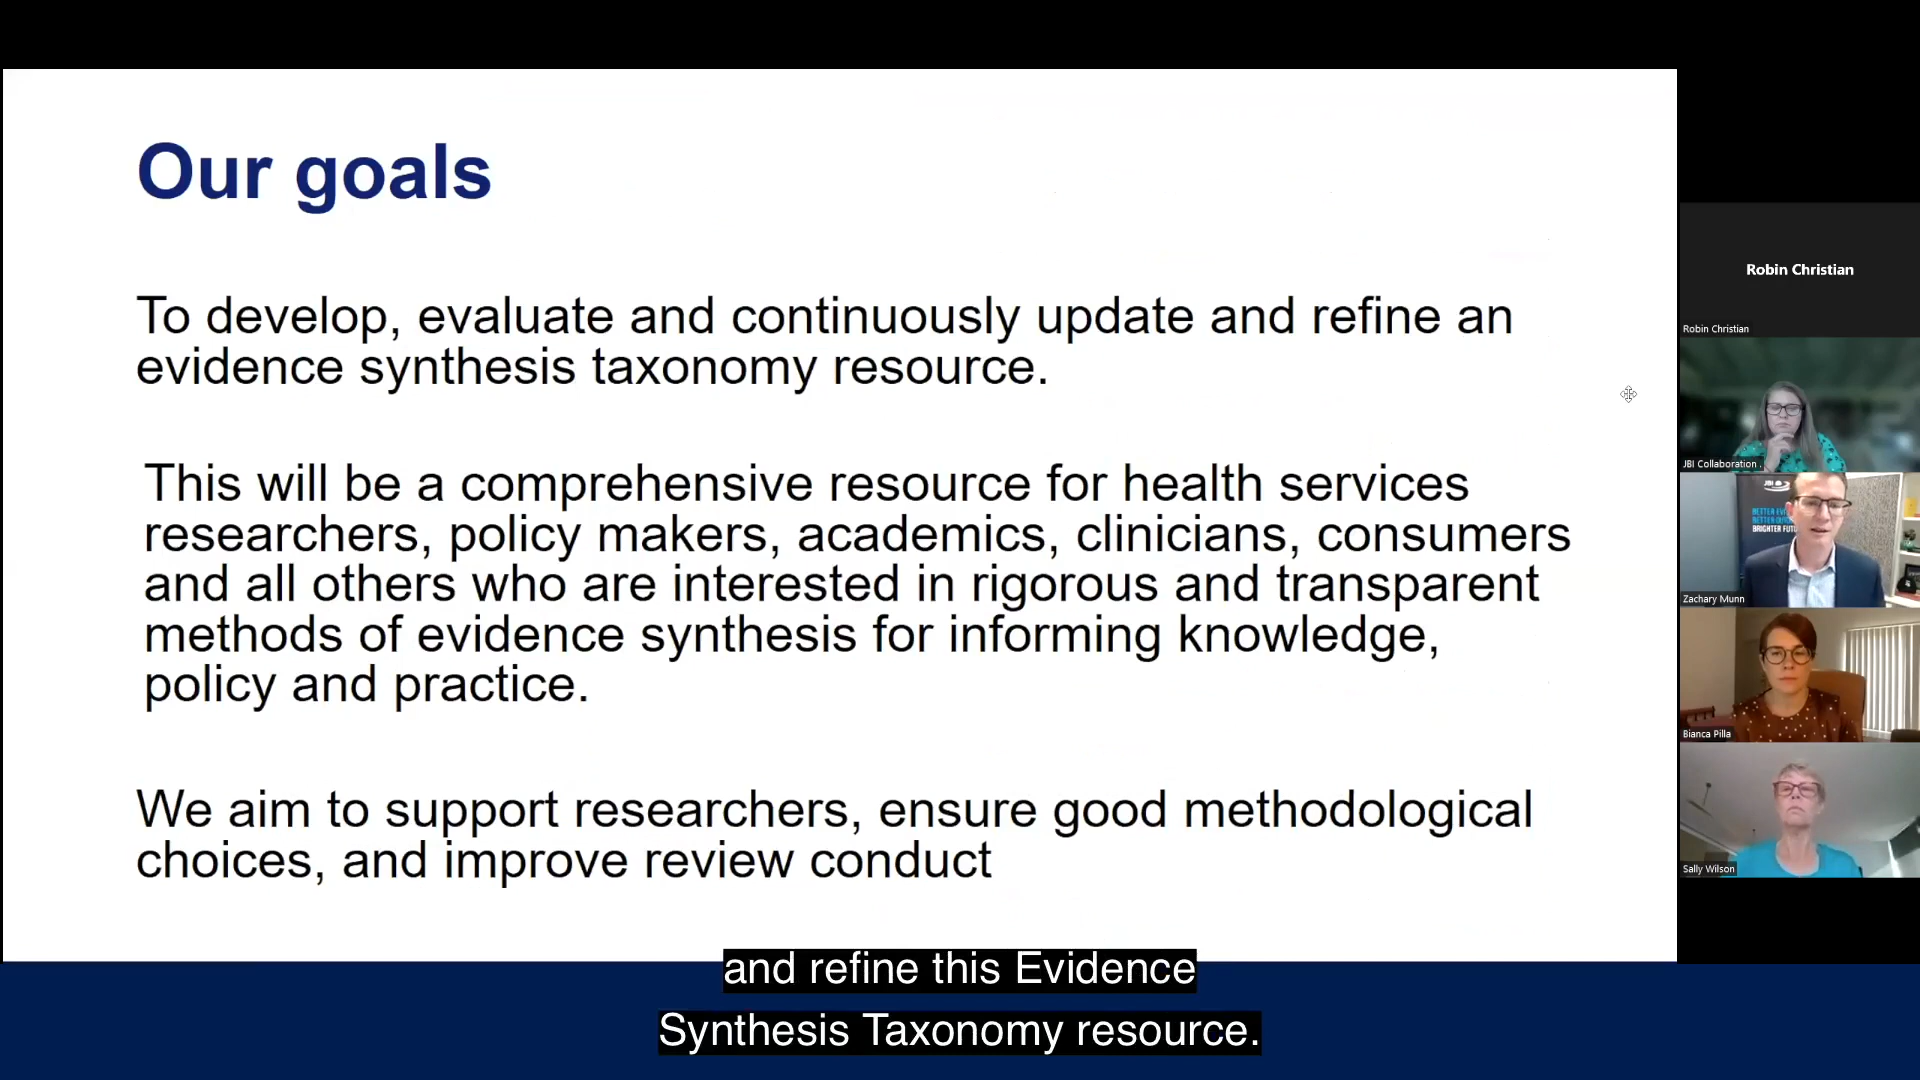 Our goals
To develop, evaluate and continuously update and refine an
evidence synthesis taxonomy resource.
This will be a comprehensive resource for health services
researchers, policy makers, academics, clinicians, consumers
and all others who are interested in rigorous and transparent
methods of evidence synthesis for informing knowledge,
policy and practice.
We aim to support researchers, ensure good methodological
choices, and improve review conduct
and refine this Evidence
Synthesis Taxonomy resource.
Robin Christian
Robin Christian
JBI Collaboration .
JBI
BRIGHTER
Zachary Munn
Bianca Pilla
Sally Wilson